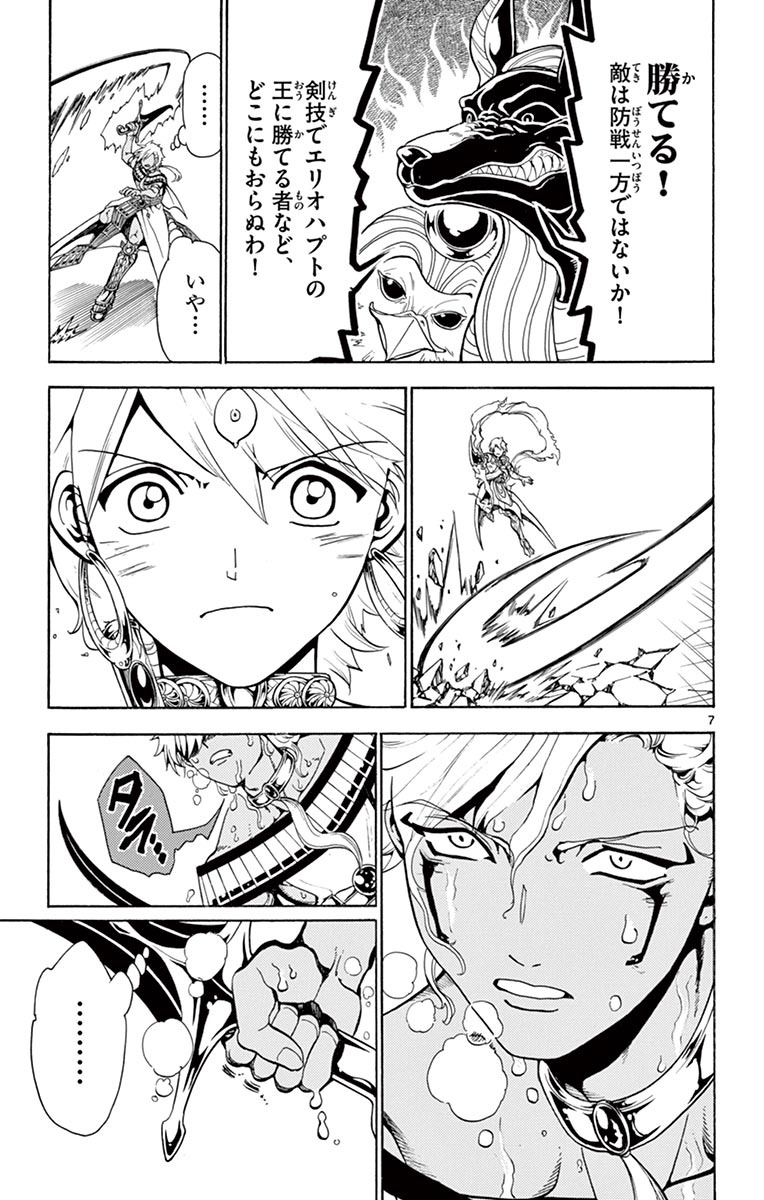 勝てる！
敵は防戦一方ではないか！
剣技でエリオハプトの
王に勝てる者など、
どこにもおらぬわ！
……
いや…
7
ダバ…
………